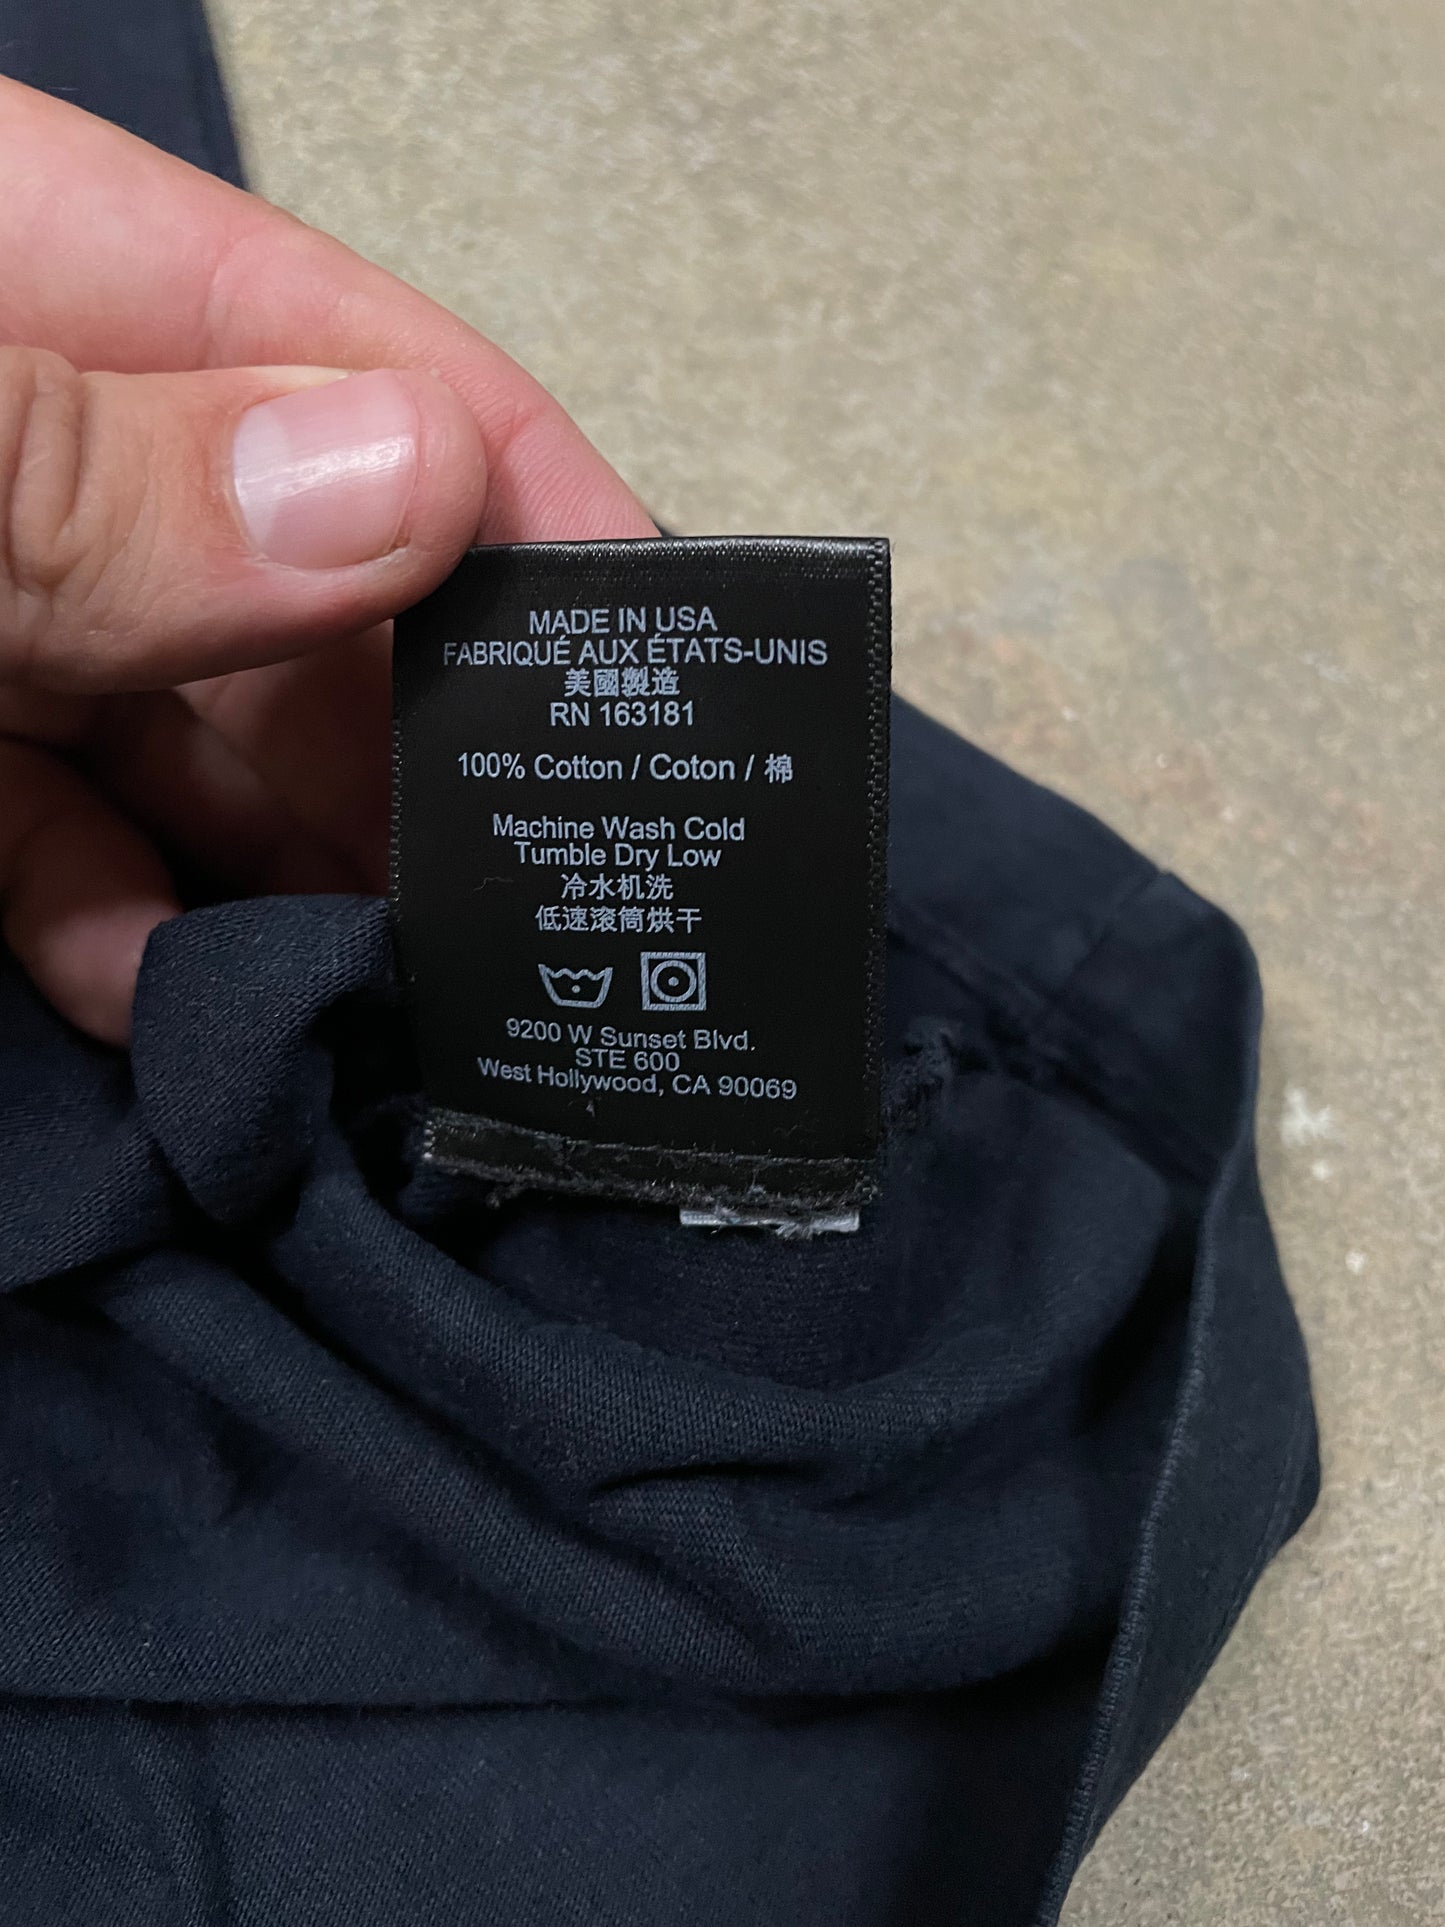 MADE IN USA
FABRIQUÉ AUX ÉTATS-UNIS
美國製造
RN 163181
100% Cotton / Coton / 棉
Machine Wash Cold
Tumble Dry Low
冷水机洗
低速滚筒烘干
9200 W Sunset Blvd.
STE 600
West Hollywood, CA 90069